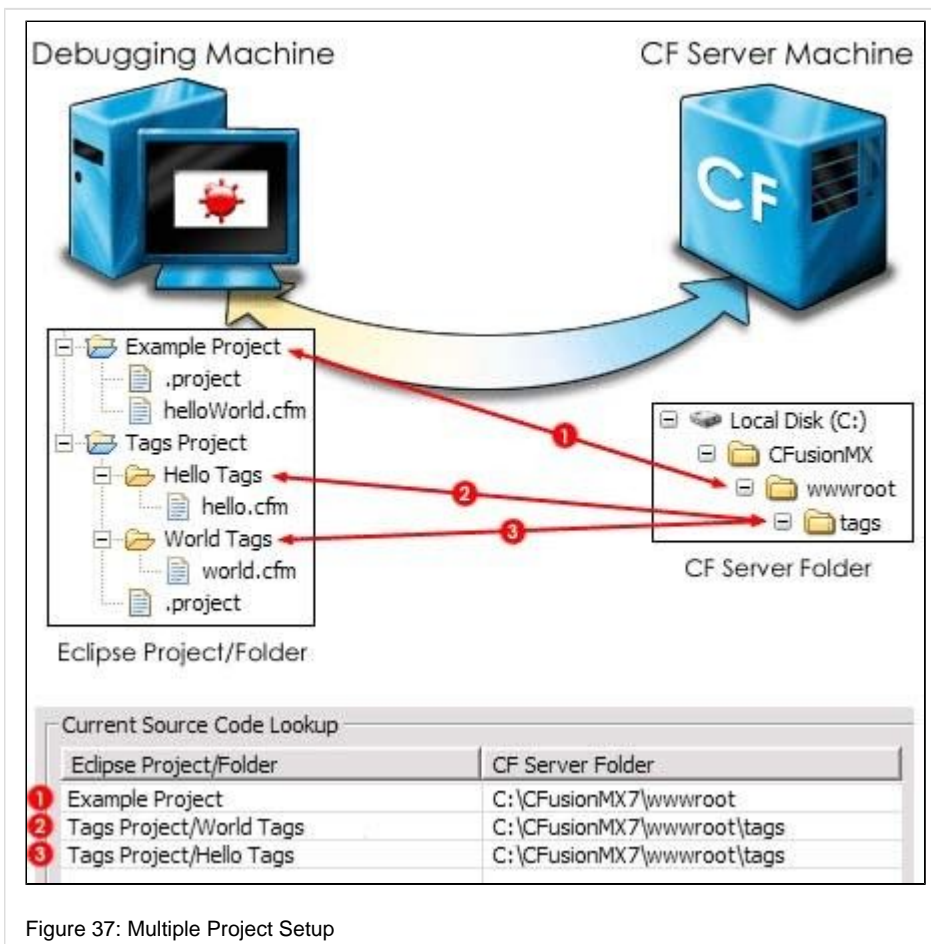 Debugging Machine
CF Server Machine
CF
Example Project
.project
helloWorld.cfm
Tags Project
Hello Tags
hello.cfm
World Tags
world.cfm
.project
Eclipse Project/Folder
1
2
3
Local Disk (C:)
CFusionMX
wwwroot
tags
CF Server Folder
Current Source Code Lookup
Eclipse Project/Folder CF Server Folder
1 Example Project C:\CFusionMX7\wwwroot
2 Tags Project/World Tags C:\CFusionMX7\wwwroot\tags
3 Tags Project/Hello Tags C:\CFusionMX7\wwwroot\tags
Figure 37: Multiple Project Setup